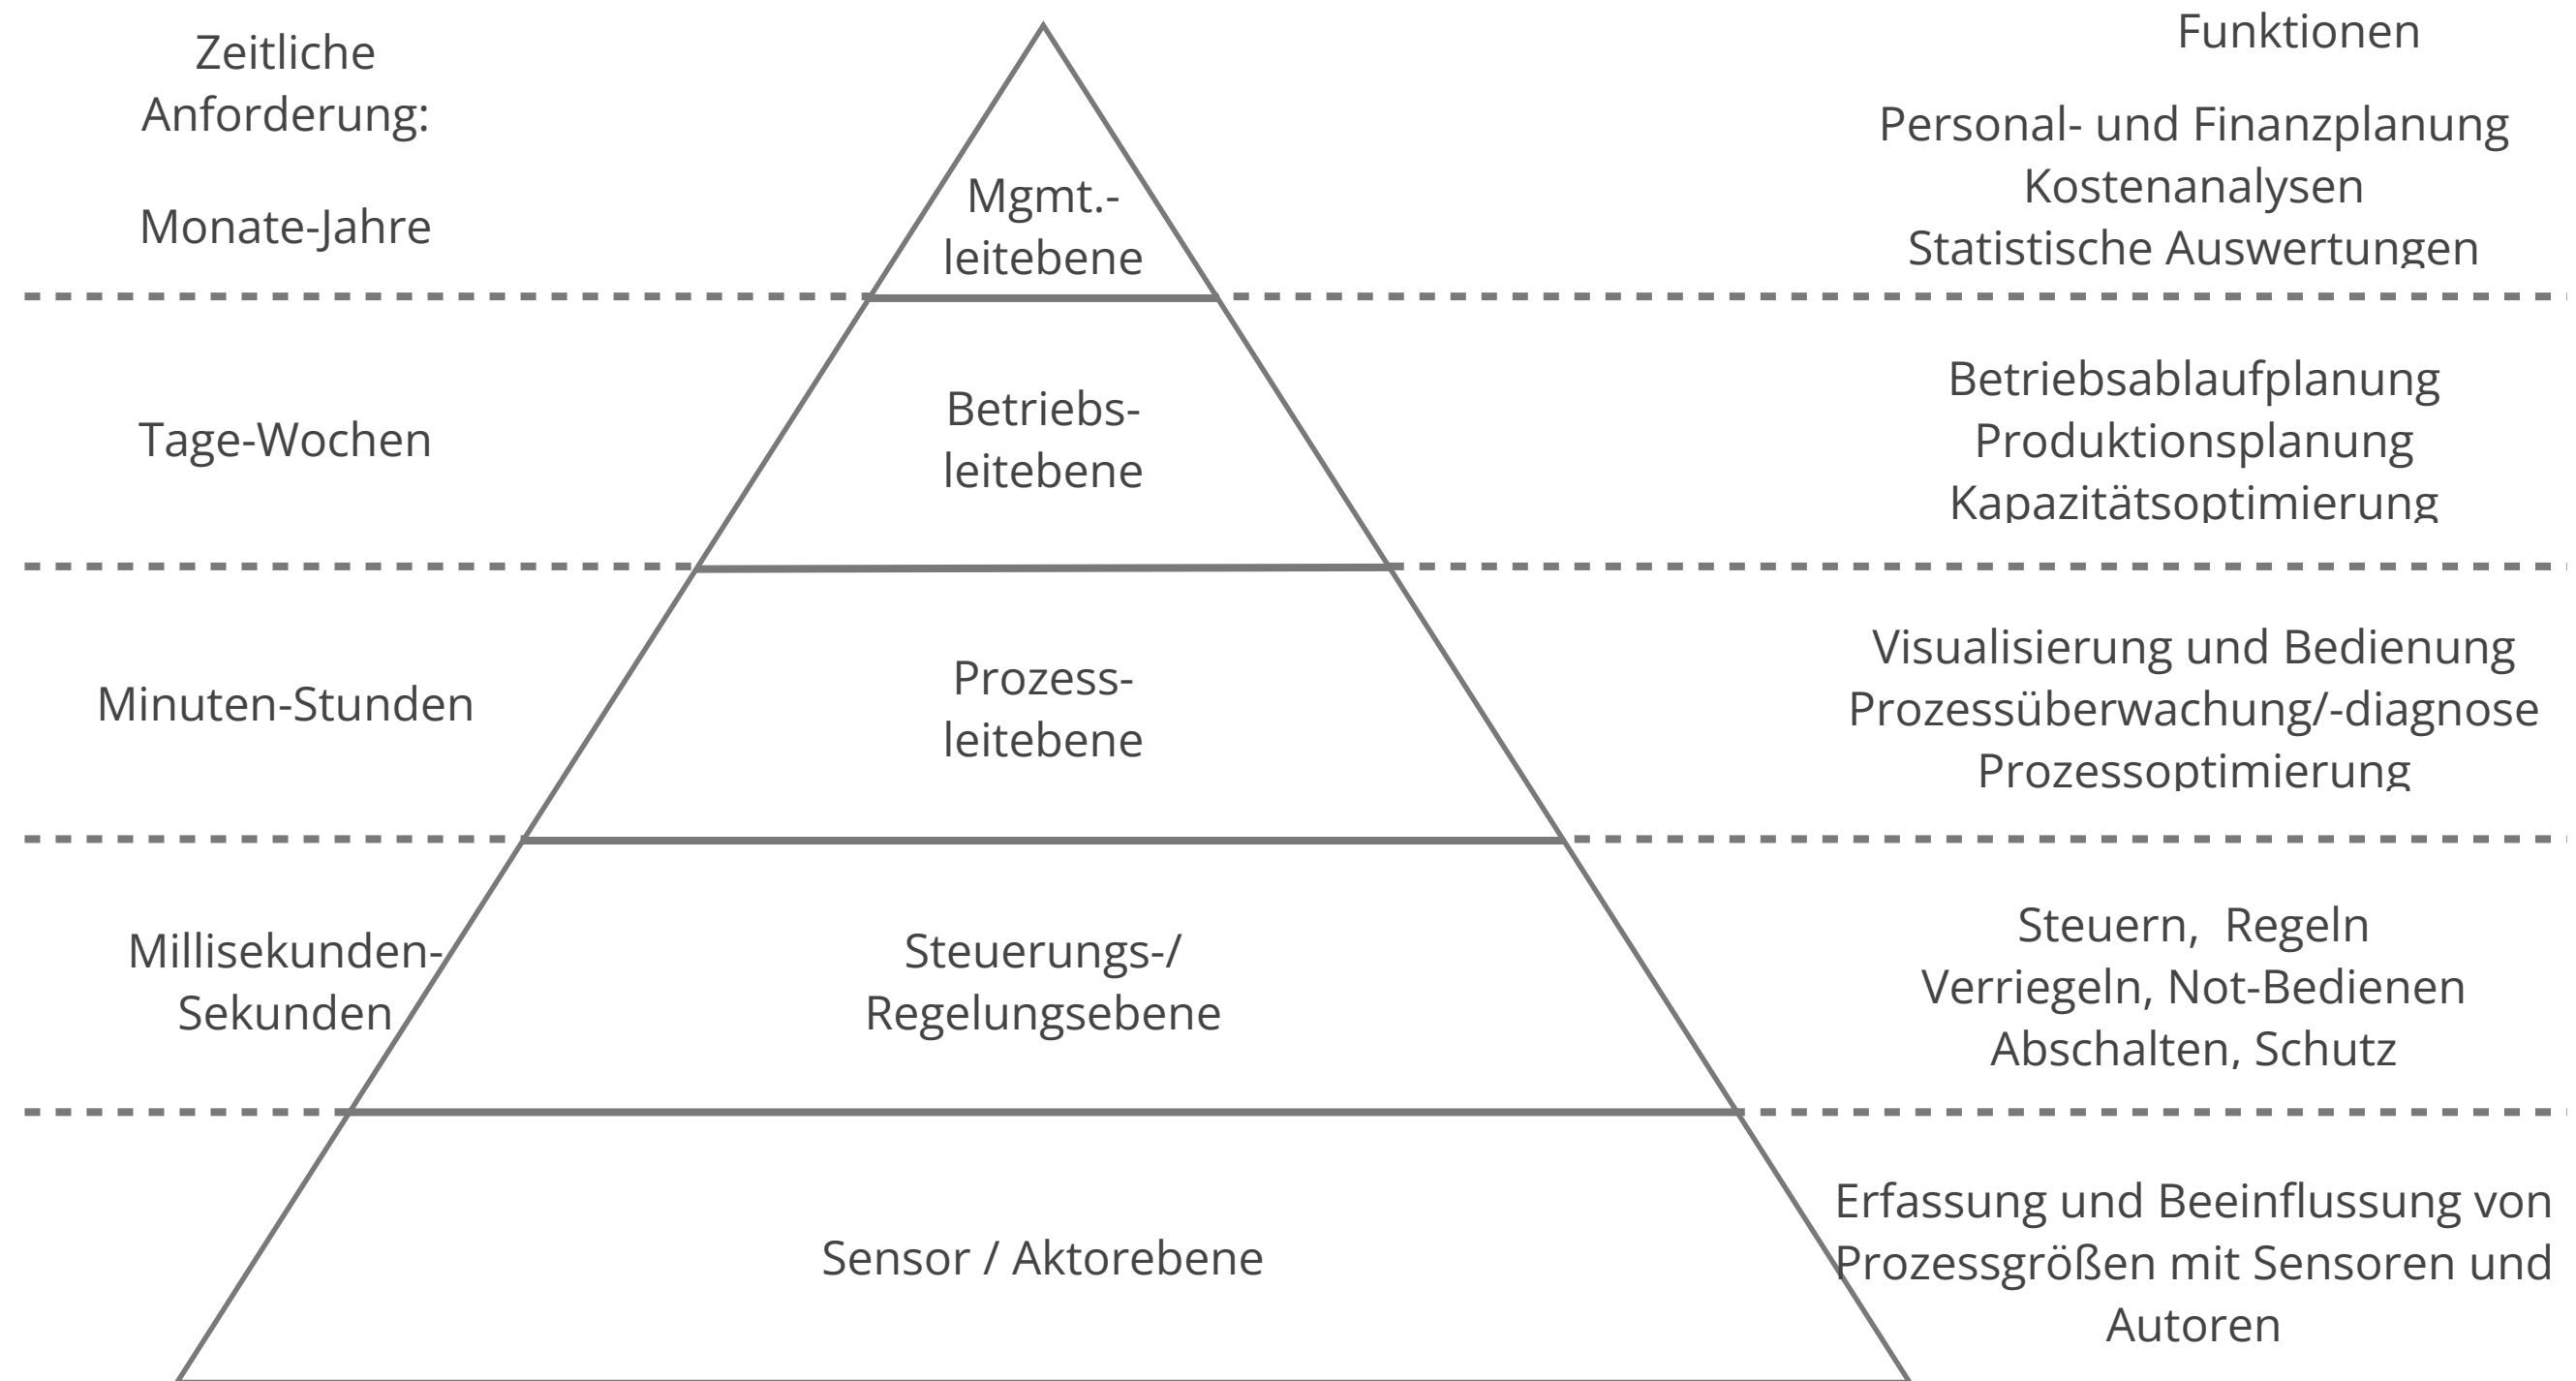 Zeitliche
Anforderung:
Funktionen
Monate-Jahre
Mgmt.-
leitebene
Personal- und Finanzplanung
Kostenanalysen
Statistische Auswertungen
Tage-Wochen
Betriebs-
leitebene
Betriebsablaufplanung
Produktionsplanung
Kapazitätsoptimierung
Minuten-Stunden
Prozess-
leitebene
Visualisierung und Bedienung
Prozessüberwachung/-diagnose
Prozessoptimierung
Millisekunden-
Sekunden
Steuerungs-/
Regelungsebene
Steuern, Regeln
Verriegeln, Not-Bedienen
Abschalten, Schutz
Sensor / Aktorebene
Erfassung und Beeinflussung von
Prozessgrößen mit Sensoren und
Autoren